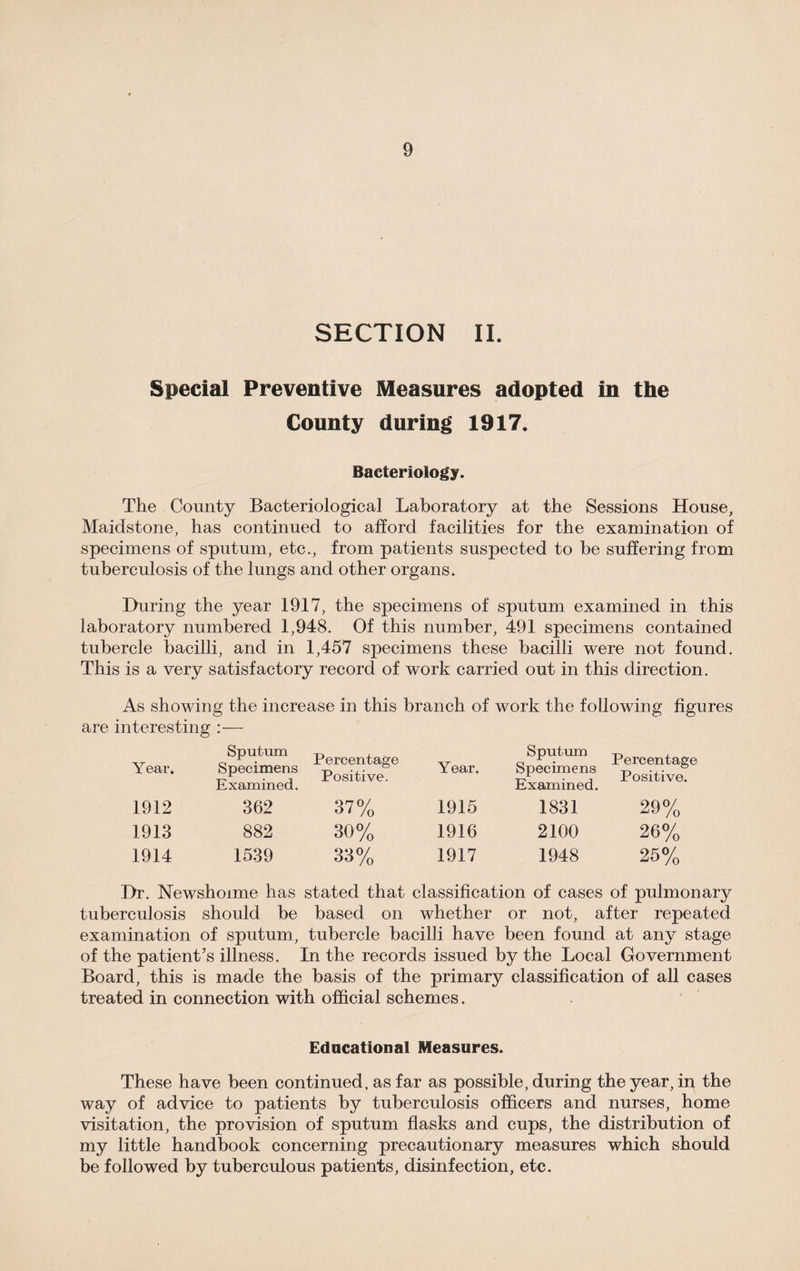 9
SECTION II.
Special Preventive Measures adopted in the
County during 1917.
Bacteriology.
The County Bacteriological Laboratory at the Sessions House,
Maidstone, has continued to afford facilities for the examination of
specimens of sputum, etc., from patients suspected to be suffering from
tuberculosis of the lungs and other organs.
During the year 1917, the specimens of sputum examined in this
laboratory numbered 1,948. Of this number, 491 specimens contained
tubercle bacilli, and in 1,457 specimens these bacilli were not found.
This is a very satisfactory record of work carried out in this direction.
As showing the increase in this branch of work the following figures
are interesting :—
Year. Sputum Specimens Examined. Percentage Positive. Year. Sputum Specimens Examined. Percentage Positive.
1912 362 37% 1915 1831 29%
1913 882 30% 1916 2100 26%
1914 1539 33% 1917 1948 25%
Dr. Newshoime has stated that classification of cases of pulmonary
tuberculosis should be based on whether or not, after repeated
examination of sputum, tubercle bacilli have been found at any stage
of the patient's illness. In the records issued by the Local Government
Board, this is made the basis of the primary classification of all cases
treated in connection with official schemes.
Educational Measures.
These have been continued, as far as possible, during the year, in the
way of advice to patients by tuberculosis officers and nurses, home
visitation, the provision of sputum flasks and cups, the distribution of
my little handbook concerning precautionary measures which should
be followed by tuberculous patients, disinfection, etc.